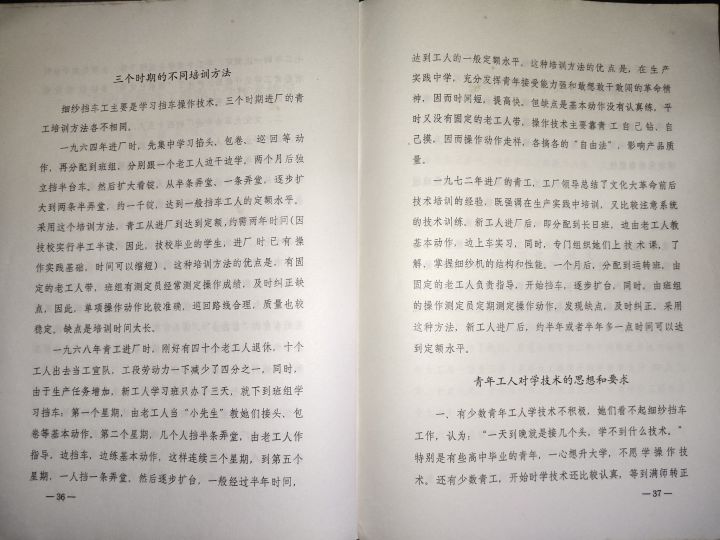 三个时期的不同培训方法
细纱挡车工主要是学习挡车操作技术。三个时期进厂的青
工培训方法各不相同。
一九六四年进厂时，先集中学习掐头、包卷、巡回等动
作，再分配到班组，分别跟一个老工人边干边学。两个月后独
立挡半台车，然后扩大看锭，从半条弄堂、一条弄堂，逐步扩
大到两条半弄堂，约一千锭，达到一般挡车工人的定额水平。
采用这个培训方法，青工从进厂到达到定额，约需两年时间（因
技校实行半工半读，因此，技校毕业的学生，进厂时已有操
作实践基础，时间可以缩短）。这种培训方法的优点是，有固
定的老工人带，班组有测定员经常测定操作成绩，及时纠正缺
点，因此，单项操作动作比较准确，巡回路线合理，质量也较
稳定。缺点是培训时间太长。
一九六八年青工进厂时，刚好有四十个老工人退休，十个
工人出去当工宣队，工段劳动力一下减少了四分之一，同时，
由于生产任务增加，新工人学习班只办了三天，就下到班组学
习挡车：第一个星期，由老工人当“小先生”教她们接头、包
卷等基本动作。第二个星期，几个人挡半条弄堂，由老工人作
指导，边挡车，边练基本动作，这样连续三个星期，到第五个
星期，一人挡一条弄堂，然后逐步扩台，一般经过半年时间，
—36—
达到工人的一般定额水平。这种培训方法的优点是，在生产
实践中学，充分发挥青年接受能力强和敢想敢干敢闯的革命精
神，因而时间短，提高快。但缺点是基本动作没有认真练，平
时又没有固定的老工人带，操作技术主要靠青工自己钻、自
己摸，因而操作动作走样，各搞各的“自由法”，影响产品质
量。
一九七二年进厂的青工，工厂领导总结了文化大革命前后
技术培训的经验，既强调在生产实践中培训，又比较注意系统
的技术训练。新工人进厂后，即分配到长日班，边由老工人教
基本动作，边上车实习，同时，专门组织她们上技术课，了
解、掌握细纱机的结构和性能。一个月后，分配到运转班，由
固定的老工人负责指导，开始挡车，逐步扩台，同时，由班组
的操作测定员定期测定操作动作，发现缺点，及时纠正。采用
这种方法，新工人进厂后，约半年或者半年多一点时间可以达
到定额水平。
青年工人对学技术的思想和要求
一、有少数青年工人学技术不积极，她们看不起细纱挡车
工作，认为：“一天到晚就是接几个头，学不到什么技术。”
特别是有些高中毕业的青年，一心想升大学，不愿学操作技
术。还有少数青工，开始时学技术还比较认真，等到满师转正
—37—